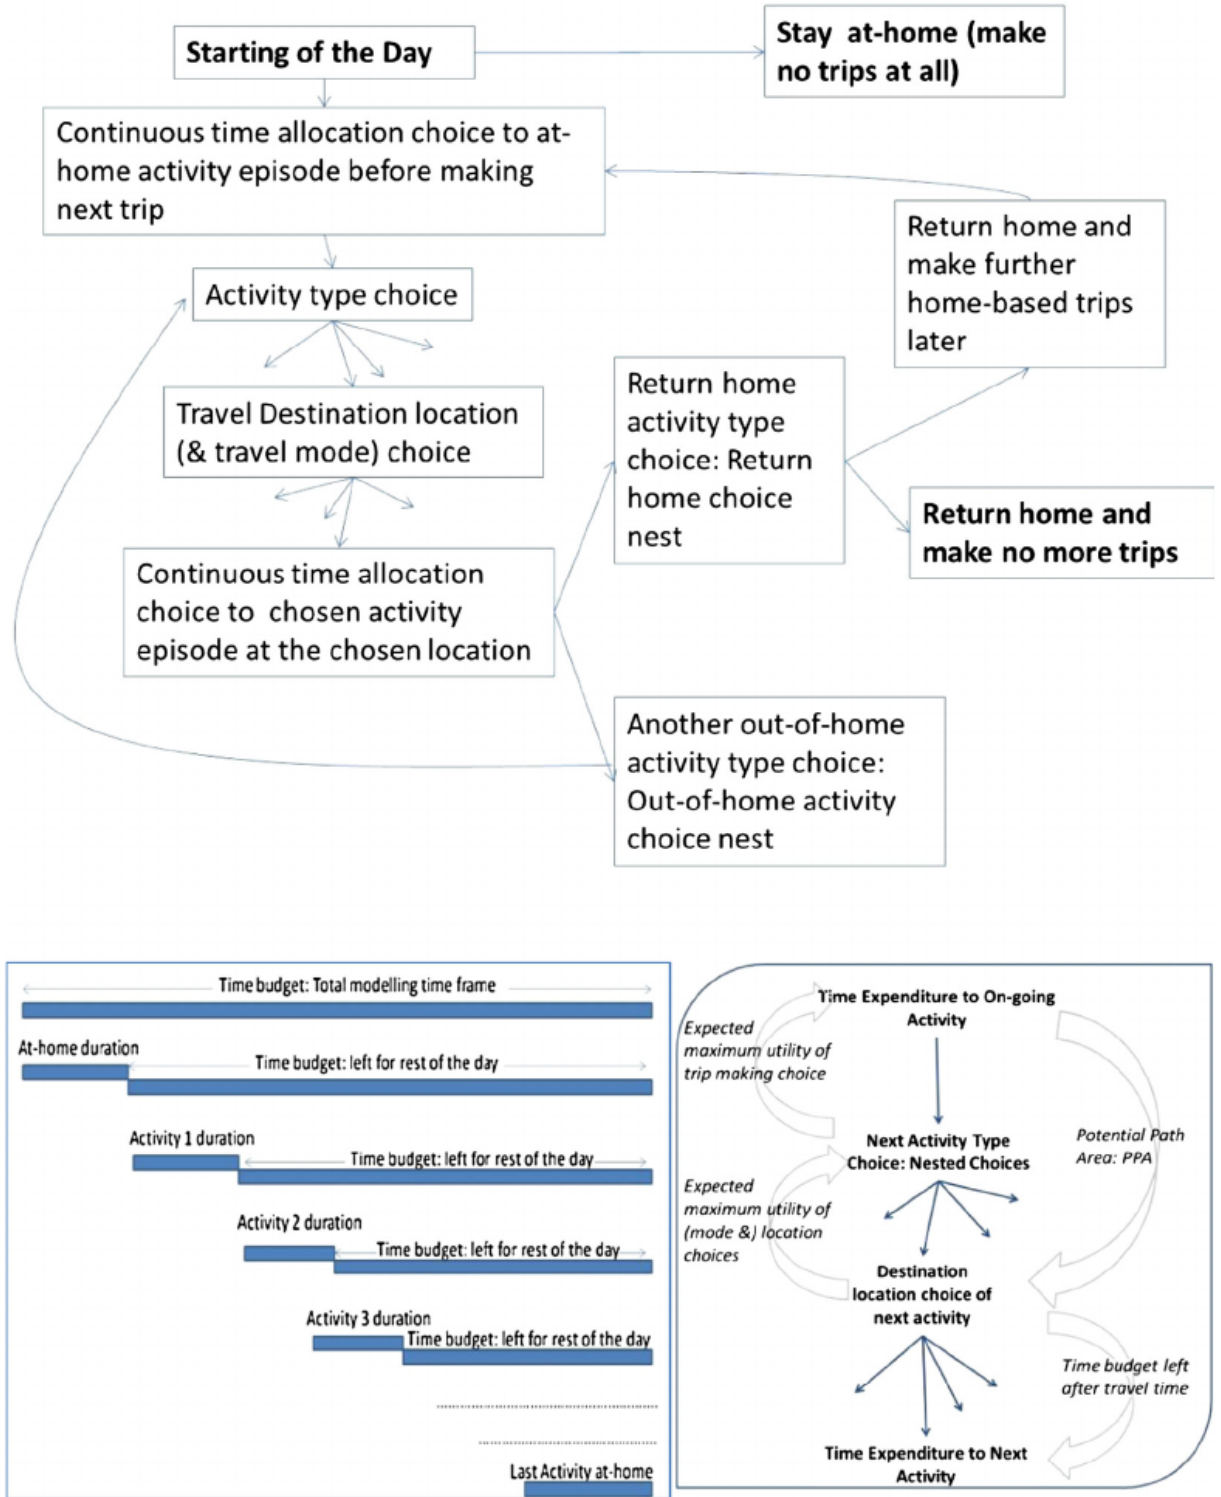 Starting of the Day
Stay at-home (make
no trips at all)
Continuous time allocation choice to at-
home activity episode before making
next trip
Return home and
make further
home-based trips
later
Activity type choice
Return home
activity type
choice: Return
home choice
nest
Travel Destination location
(& travel mode) choice
Return home and
make no more trips
Continuous time allocation
choice to chosen activity
episode at the chosen location
Another out-of-home
activity type choice:
Out-of-home activity
choice nest
Time budget: Total modelling time frame
At-home duration
Time budget: left for rest of the day
Activity 1 duration
Time budget: left for rest of the day
Activity 2 duration
Time budget: left for rest of the day
Activity 3 duration
Time budget: left for rest of the day
Last Activity at-home
Time Expenditure to On-going
Activity
Expected
maximum utility of
trip making choice
Next Activity Type
Choice: Nested Choices
Potential Path
Area: PPA
Expected
maximum utility of
(mode &) location
choices
Destination
location choice of
next activity
Time budget left
after travel time
Time Expenditure to Next
Activity